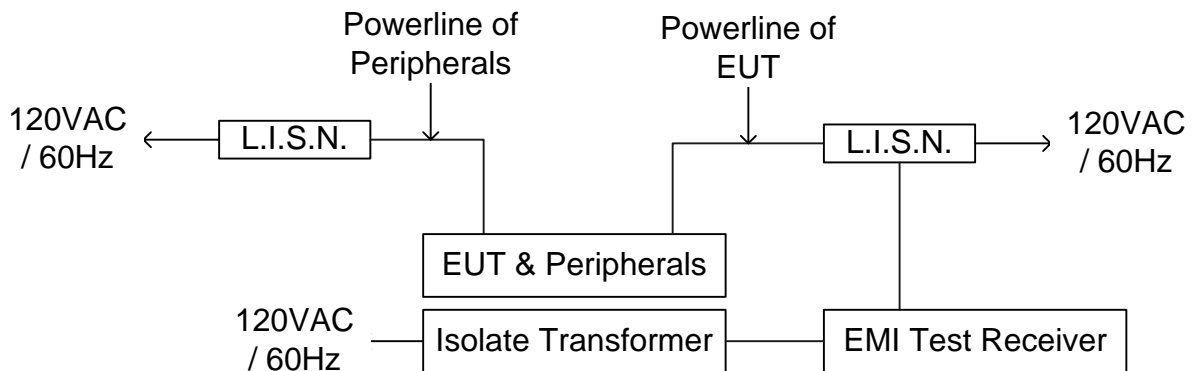 Powerline of
Peripherals
Powerline of
EUT
120VAC
/ 60Hz
L.I.S.N.
L.I.S.N.
120VAC
/ 60Hz
EUT & Peripherals
120VAC
/ 60Hz
Isolate Transformer
EMI Test Receiver